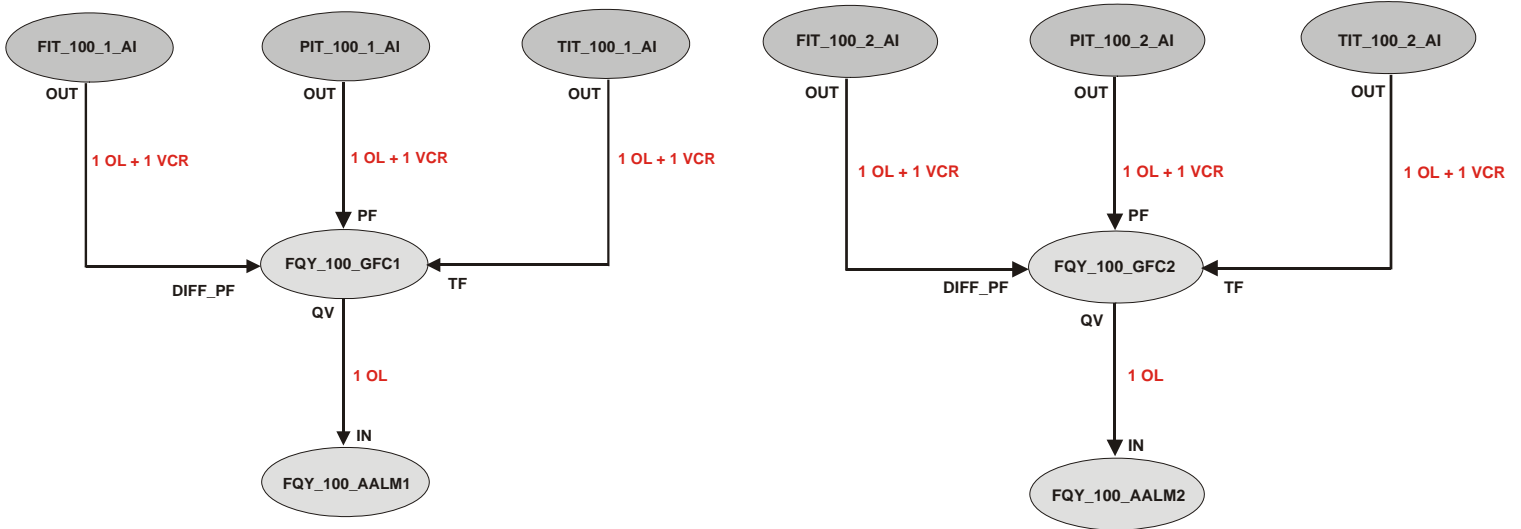 FIT_100_1_AI
PIT_100_1_AI
TIT_100_1_AI
OUT
OUT
OUT
1 OL + 1 VCR
1 OL + 1 VCR
1 OL + 1 VCR
PF
FQY_100_GFC1
DIFF_PF
TF
QV
1 OL
IN
FQY_100_AALM1
FIT_100_2_AI
PIT_100_2_AI
TIT_100_2_AI
OUT
OUT
OUT
1 OL + 1 VCR
1 OL + 1 VCR
1 OL + 1 VCR
PF
FQY_100_GFC2
DIFF_PF
TF
QV
1 OL
IN
FQY_100_AALM2